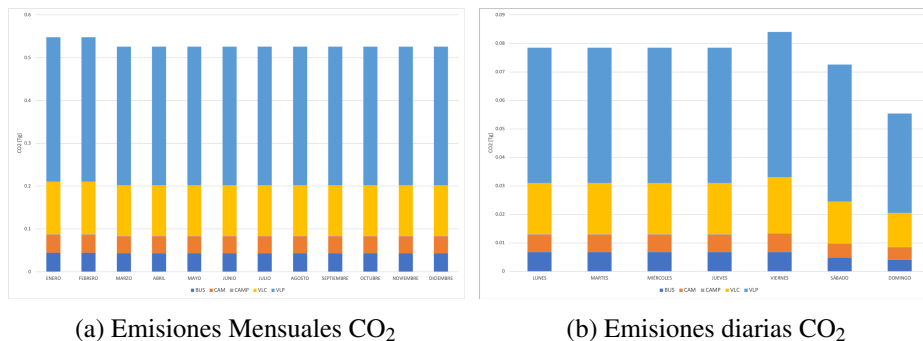 0.6
0.5
0.4
0.3
0.2
0.1
0
CO2 [Tg]
ENERO FEBRERO MARZO ABRIL MAYO JUNIO JULIO AGOSTO SEPTIEMBRE OCTUBRE NOVIEMBRE DICIEMBRE
BUS CAM CAMP VLC VLP
(a) Emisiones Mensuales CO₂
0.09
0.08
0.07
0.06
0.05
0.04
0.03
0.02
0.01
0
CO2 [Tg]
LUNES MARTES MIÉRCOLES JUEVES VIERNES SÁBADO DOMINGO
BUS CAM CAMP VLC VLP
(b) Emisiones diarias CO₂